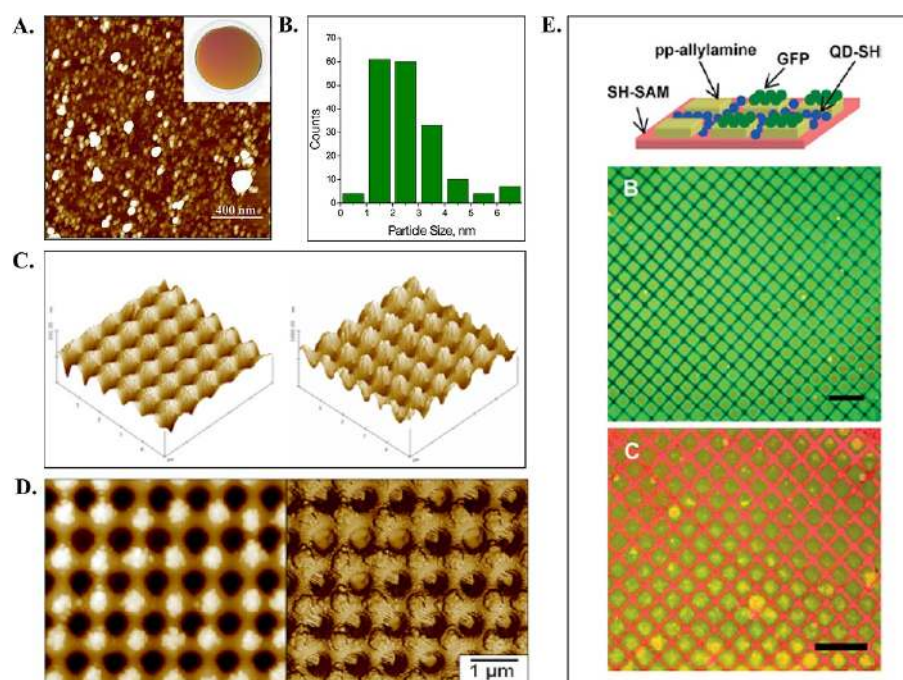 A.
400 nm
B.
Counts
70
60
50
40
30
20
10
0
0 1 2 3 4 5 6
Particle Size, nm
C.
D.
1 µm
E.
pp-allylamine
GFP
QD-SH
SH-SAM
B
C